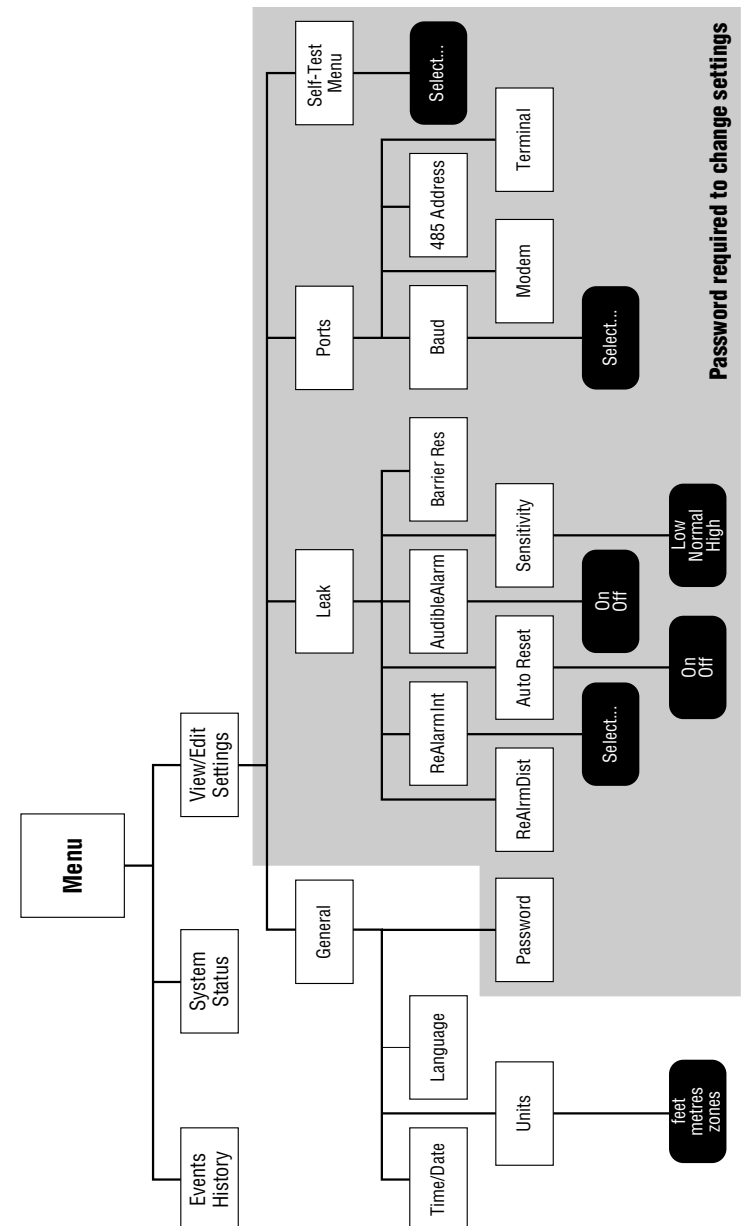 Menu
Events
History
System
Status
View/Edit
Settings
General
Leak
Ports
Self-Test
Menu
Time/Date
Language
ReAlarmInt
AudibleAlarm
Barrier Res
Baud
485 Address
Select...
Units
Password
ReAlrmDist
Auto Reset
Sensitivity
Modem
Terminal
Select...
On
Off
Select...
feet
metres
zones
On
Off
Low
Normal
High
Password required to change settings